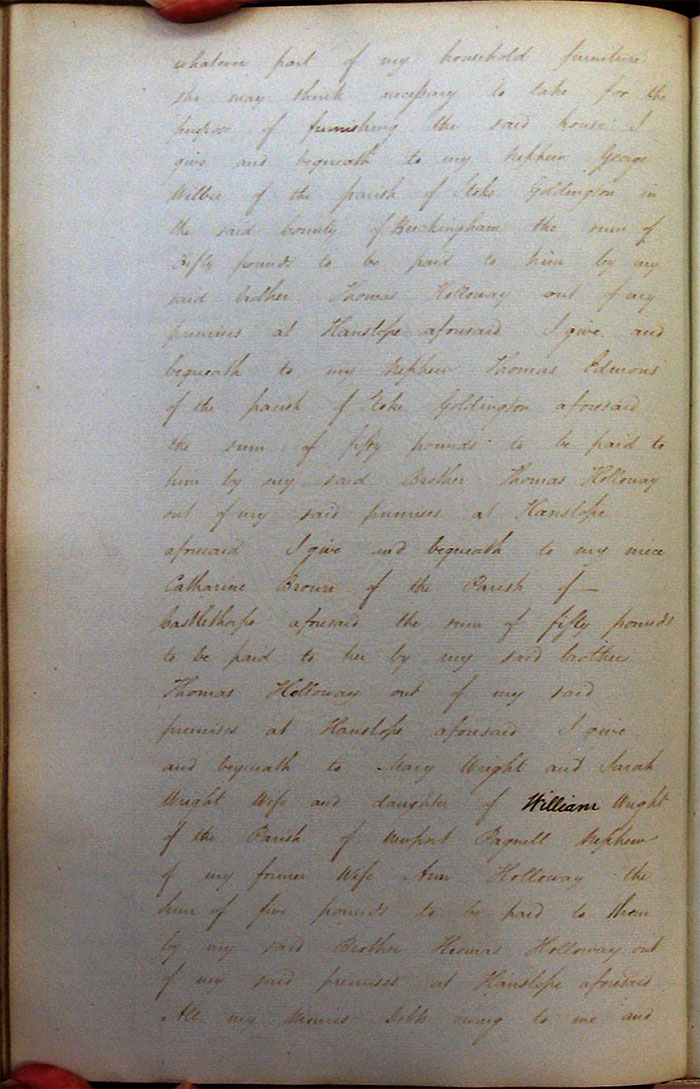 whatever part of my household furniture
she may think necessary to take for the
purpose of furnishing the said house I
give and bequeath to my Nephew George
Wilbee of the parish of Stoke Goldington in
the said County of Buckingham the sum of
Fifty pounds to be paid to him by my
said brother Thomas Holloway out of my
premises at Hanslope aforesaid I give and
bequeath to my Nephew Thomas Edmons
of the parish of Stoke Goldington aforesaid
the sum of fifty pounds to be paid to
him by my said Brother Thomas Holloway
out of my said premises at Hanslope
aforesaid I give and bequeath to my niece
Catharine Brown of the Parish of —
Castlethorpe aforesaid the sum of fifty pounds
to be paid to her by my said brother
Thomas Holloway out of my said
premises at Hanslope aforesaid I give
and bequeath to Mary Wright and Sarah
Wright Wife and daughter of William Wright
of the Parish of Newport Pagnell Nephew
of my former Wife Ann Holloway the
sum of five pounds to be paid to them
by my said Brother Thomas Holloway out
of my said premises at Hanslope aforesaid
All my Monies Debts owing to me and